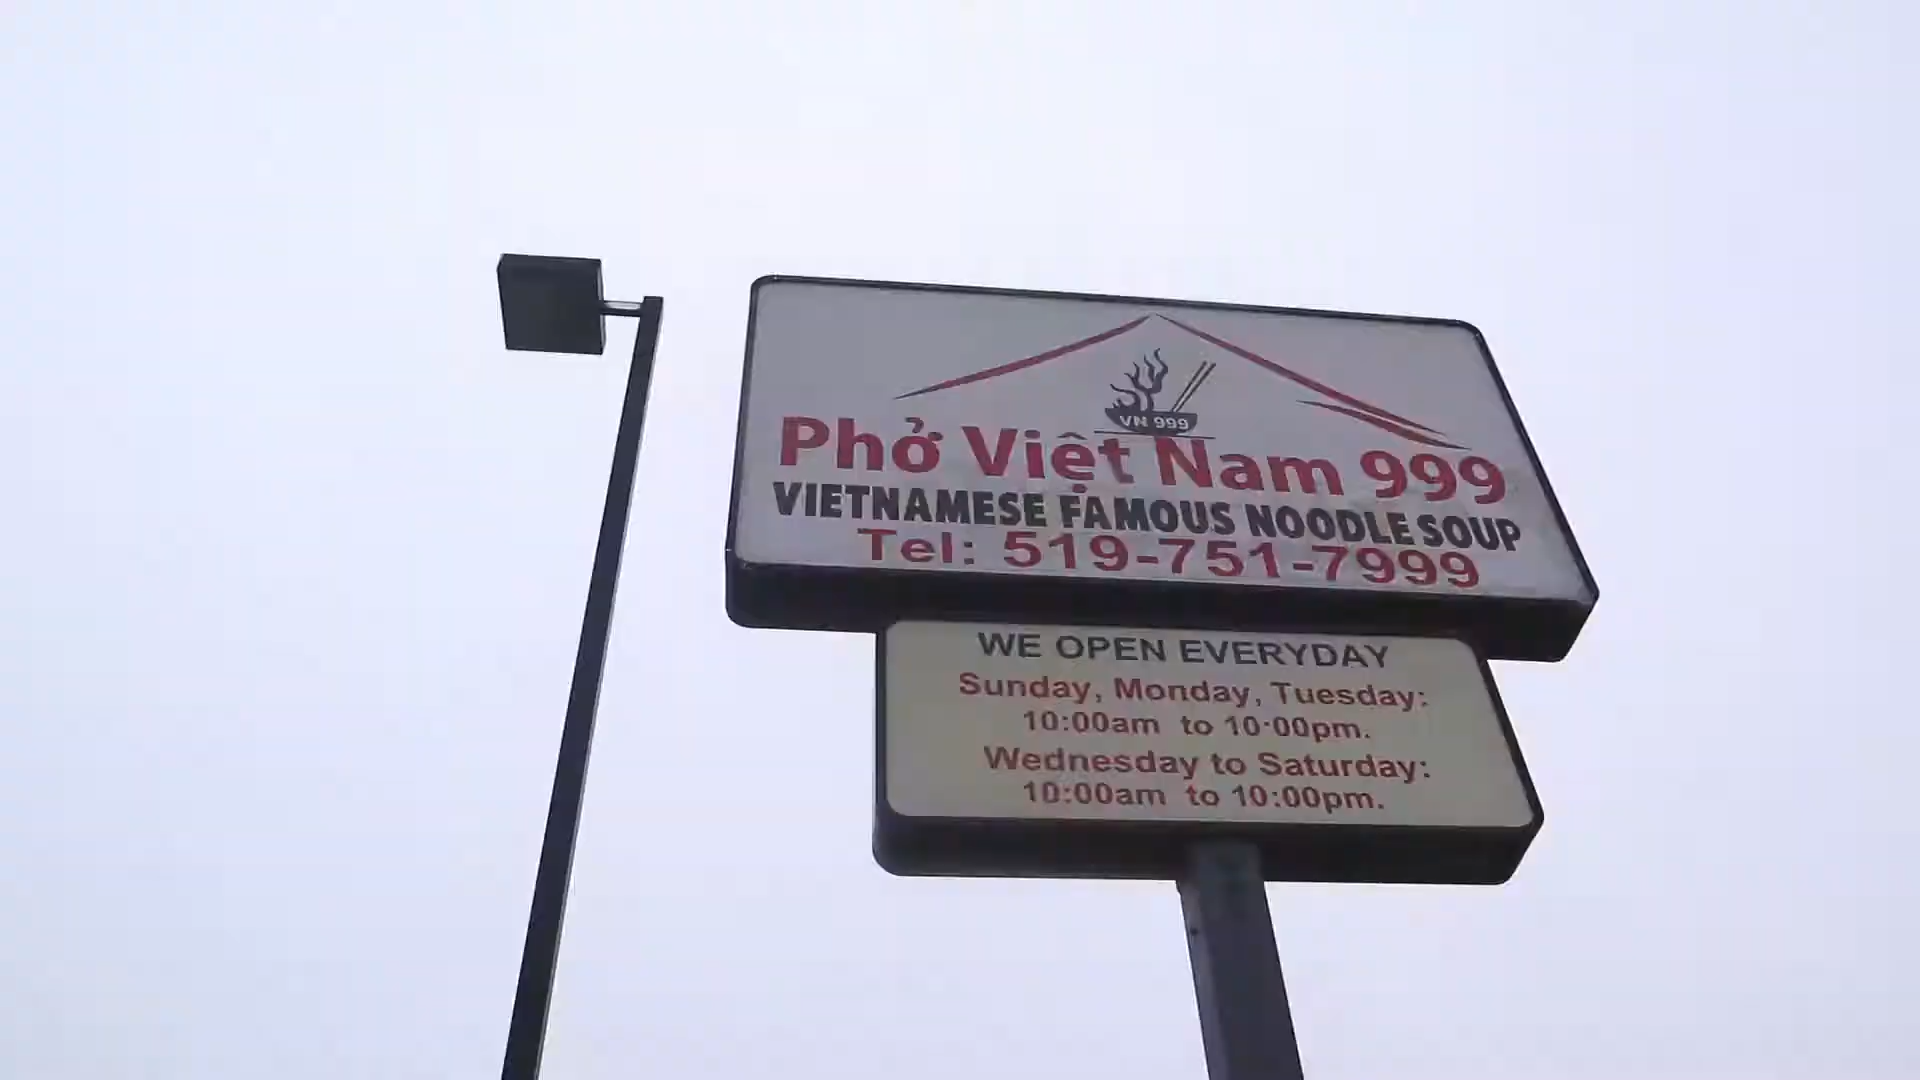 VN 999
Phở Việt Nam 999
VIETNAMESE FAMOUS NOODLE SOUP
Tel: 519-751-7999
WE OPEN EVERYDAY
Sunday, Monday, Tuesday:
10:00am to 10:00pm.
Wednesday to Saturday:
10:00am to 10:00pm.